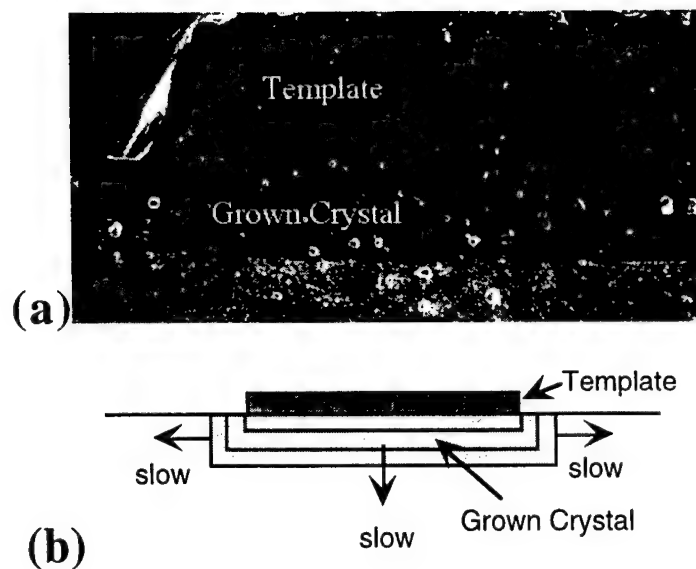 Template
Grown Crystal
(a)
Template
slow
slow
Grown Crystal
slow
(b)